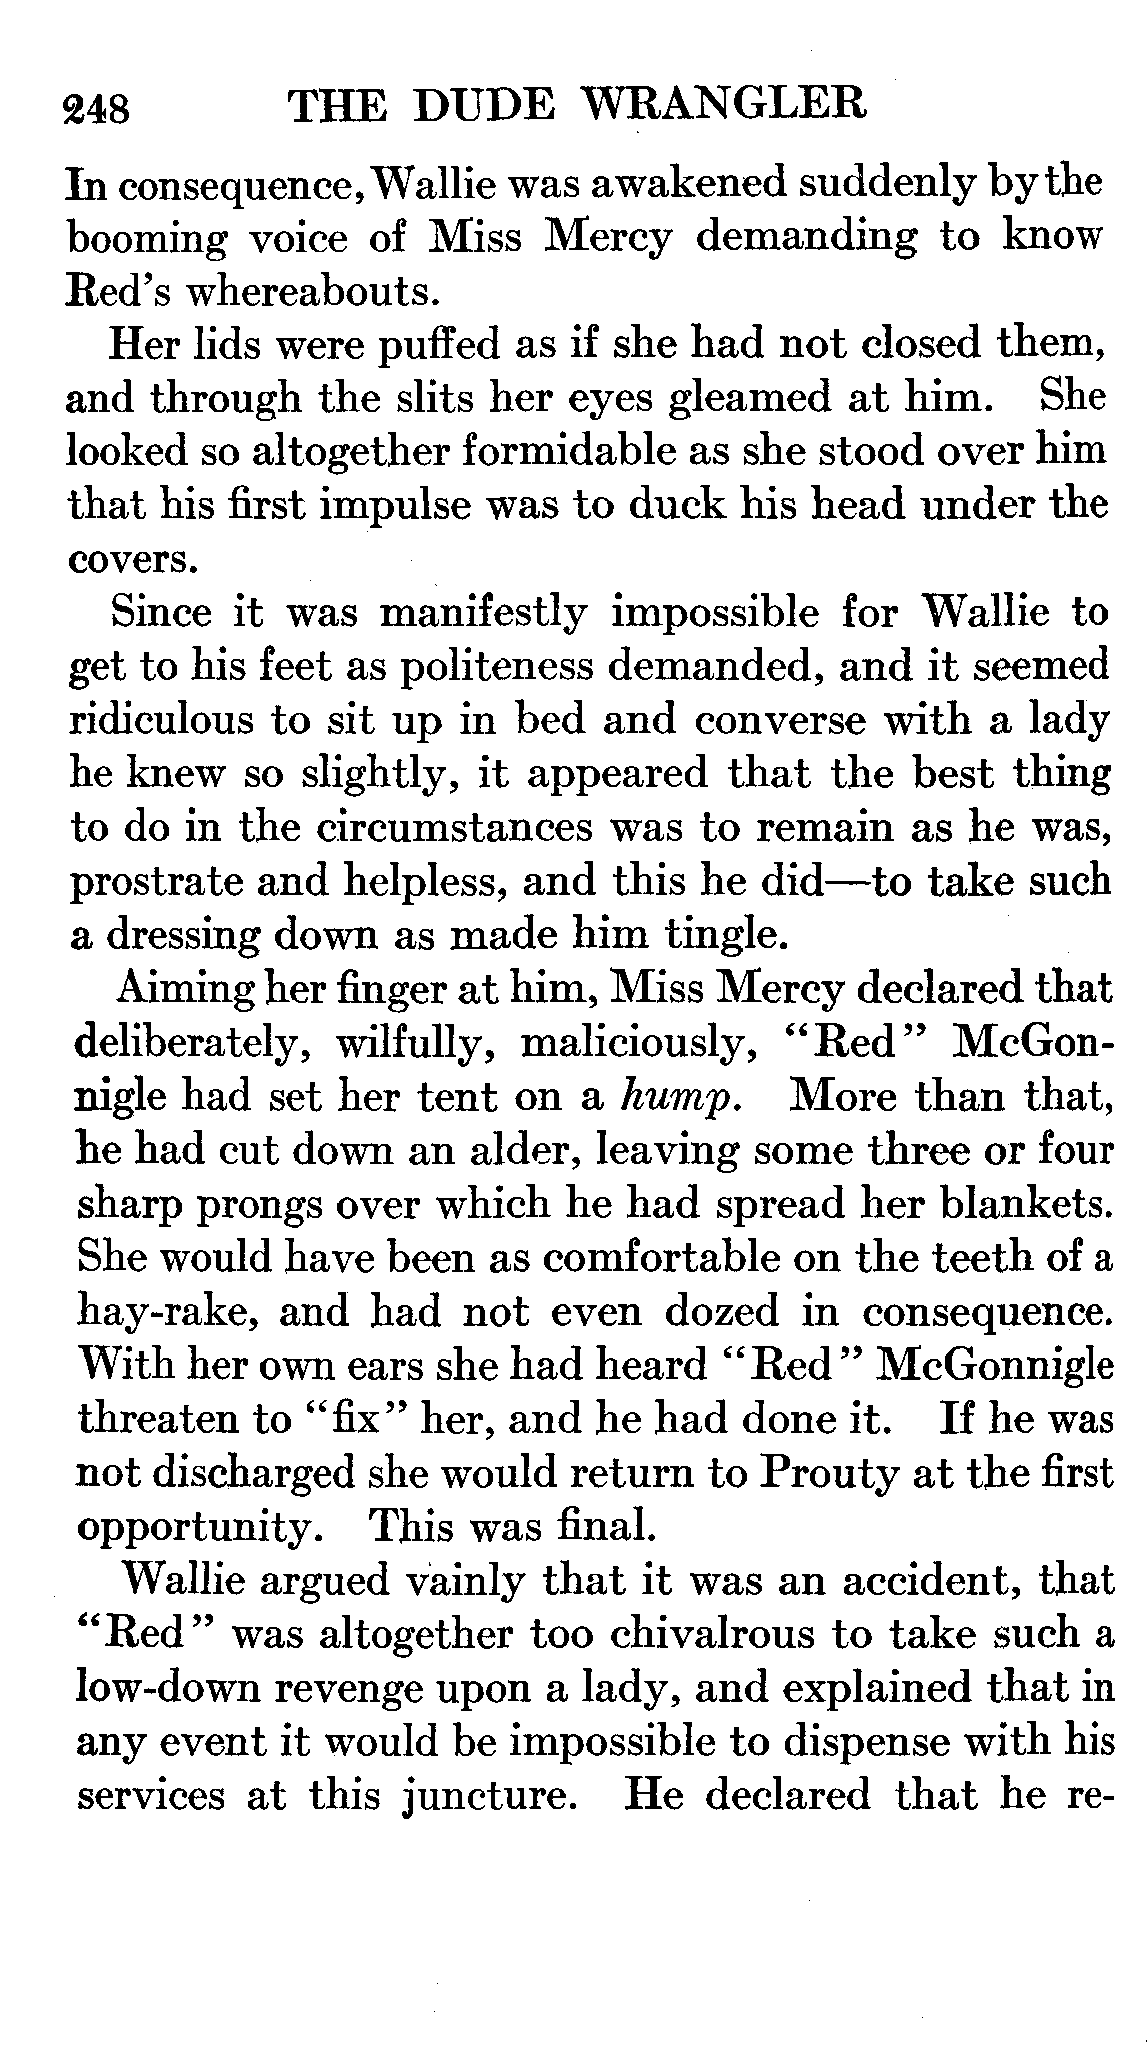 248 THE DUDE WRANGLER
In consequence, Wallie was awakened suddenly by the
booming voice of Miss Mercy demanding to know
Red's whereabouts.
Her lids were puffed as if she had not closed them,
and through the slits her eyes gleamed at him. She
looked so altogether formidable as she stood over him
that his first impulse was to duck his head under the
covers.
Since it was manifestly impossible for Wallie to
get to his feet as politeness demanded, and it seemed
ridiculous to sit up in bed and converse with a lady
he knew so slightly, it appeared that the best thing
to do in the circumstances was to remain as he was,
prostrate and helpless, and this he did—to take such
a dressing down as made him tingle.
Aiming her finger at him, Miss Mercy declared that
deliberately, wilfully, maliciously, “Red” McGon-
nigle had set her tent on a hump. More than that,
he had cut down an alder, leaving some three or four
sharp prongs over which he had spread her blankets.
She would have been as comfortable on the teeth of a
hay-rake, and had not even dozed in consequence.
With her own ears she had heard “Red” McGonnigle
threaten to “fix” her, and he had done it. If he was
not discharged she would return to Prouty at the first
opportunity. This was final.
Wallie argued vainly that it was an accident, that
“Red” was altogether too chivalrous to take such a
low-down revenge upon a lady, and explained that in
any event it would be impossible to dispense with his
services at this juncture. He declared that he re-